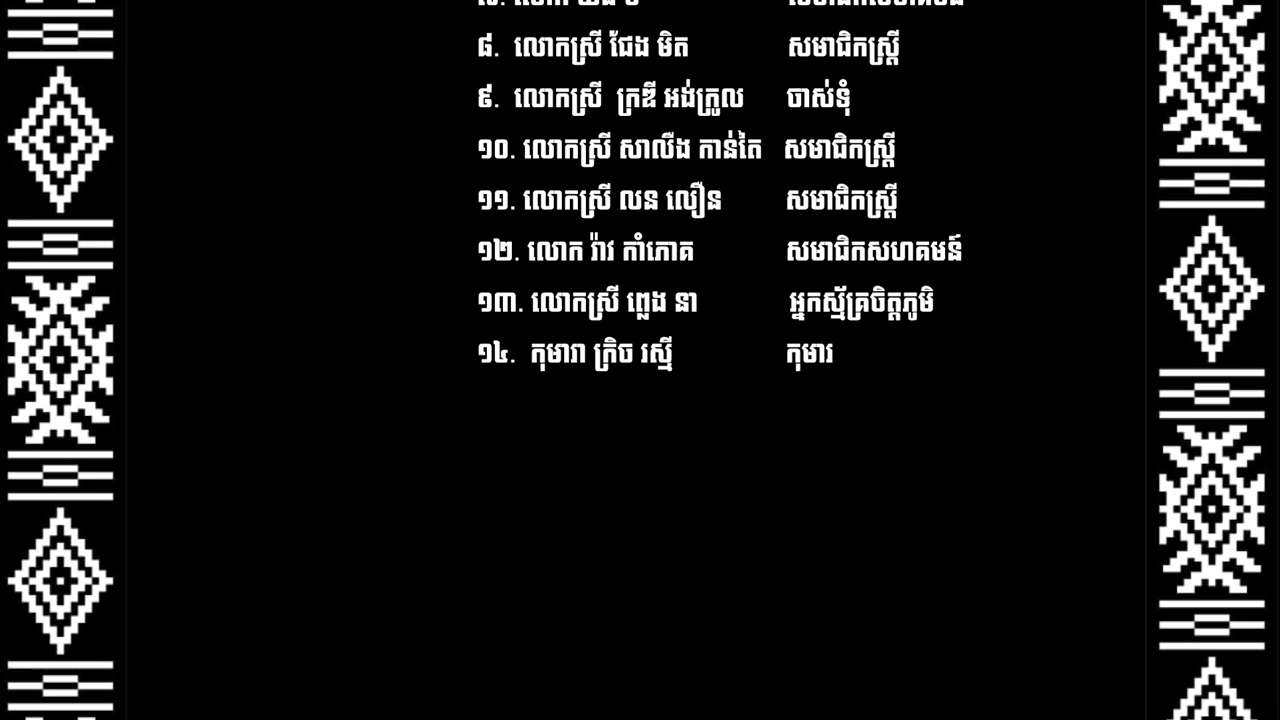 ៨. លោកស្រី ជែង មិត សមាជិកស្ត្រី
៩. លោកស្រី ក្រឌី អង់ក្រូល ចាស់ទុំ
១០. លោកស្រី សាលឺង កាន់តៃ សមាជិកស្ត្រី
១១. លោកស្រី លន លឿន សមាជិកស្ត្រី
១២. លោក រ៉ាវ កាំភោគ សមាជិកសហគមន៍
១៣. លោកស្រី ព្លេង នា អ្នកស្ម័គ្រចិត្តភូមិ
១៤. កុមារា ក្រិច រស្មី កុមារ